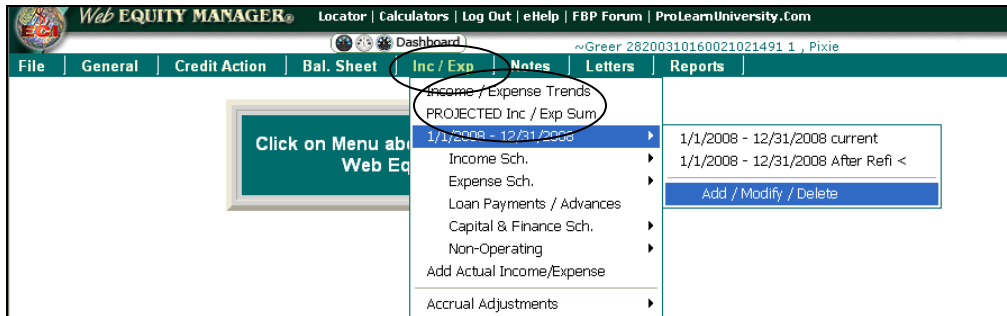 ECI Web EQUITY MANAGER® Locator | Calculators | Log Out | eHelp | FBP Forum | ProLearnUniversity.Com
Dashboard ~Greer 28200310160021021491 1 , Pixie
File | General | Credit Action | Bal. Sheet | Inc / Exp | Notes | Letters | Reports |
Income / Expense Trends
PROJECTED Inc / Exp Sum
Click on Menu abo
1/1/2008 - 12/31/2008
1/1/2008 - 12/31/2008 current
Web Eq
Income Sch.
1/1/2008 - 12/31/2008 After Refi <
Expense Sch.
Add / Modify / Delete
Loan Payments / Advances
Capital & Finance Sch.
Non-Operating
Add Actual Income/Expense
Accrual Adjustments